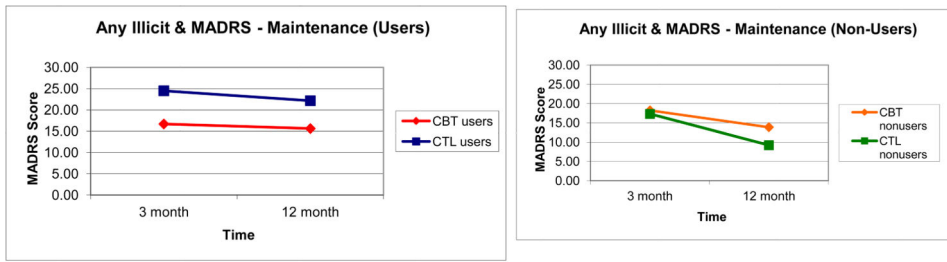 Any Illicit & MADRS - Maintenance (Users)
30.00
25.00
20.00
15.00
10.00
5.00
0.00
MADRS Score
3 month
12 month
Time
CBT users
CTL users
Any Illicit & MADRS - Maintenance (Non-Users)
30.00
25.00
20.00
15.00
10.00
5.00
0.00
MADRS Score
3 month
12 month
Time
CBT
nonusers
CTL
nonusers